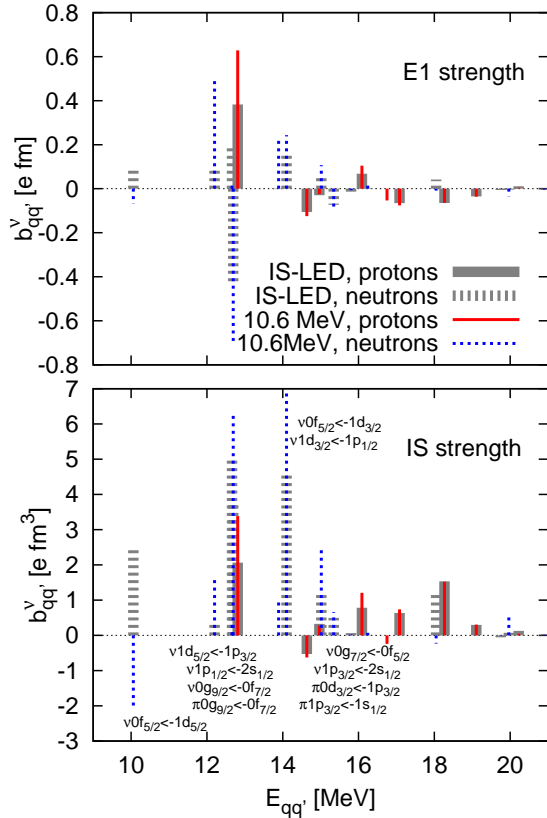 0.8
E1 strength
0.6
0.4
0.2
0
-0.2
-0.4
-0.6
-0.8
b^ν_qq' [e fm]
IS-LED, protons
IS-LED, neutrons
10.6 MeV, protons
10.6MeV, neutrons
7
6
5
4
3
2
1
0
-1
-2
-3
b^ν_qq' [e fm^3]
IS strength
ν0f5/2<-1d3/2
ν1d3/2<-1p1/2
ν1d5/2<-1p3/2
ν1p1/2<-2s1/2
ν0g9/2<-0f7/2
π0g9/2<-0f7/2
ν0f5/2<-1d5/2
ν0g7/2<-0f5/2
ν1p3/2<-2s1/2
π0d3/2<-1p3/2
π1p3/2<-1s1/2
10 12 14 16 18 20
E_qq' [MeV]